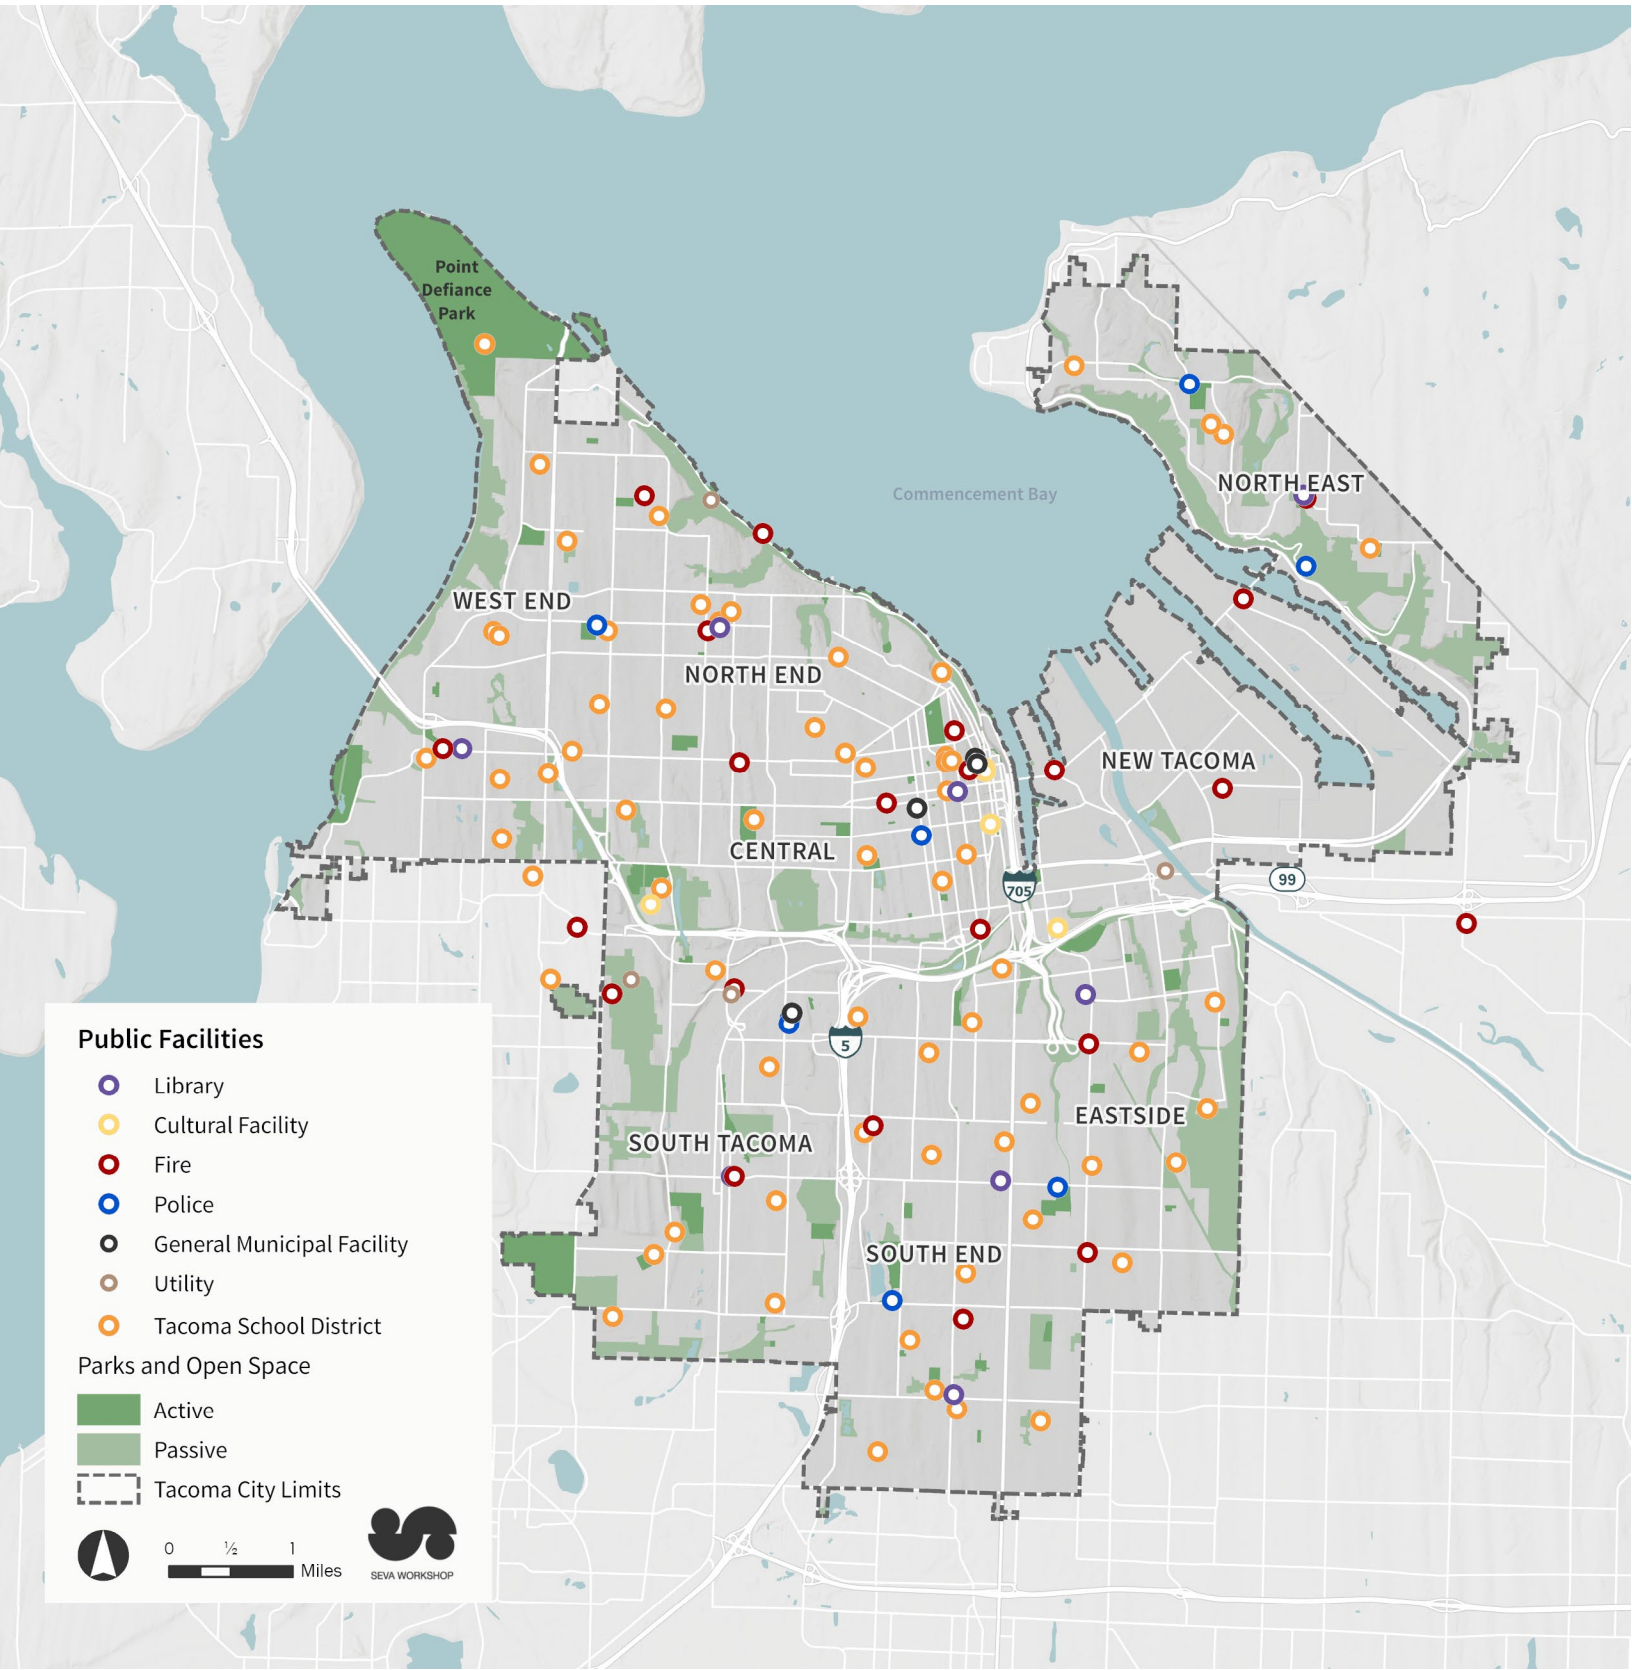 Point
Defiance
Park
Commencement Bay
NORTH EAST
WEST END
NORTH END
NEW TACOMA
CENTRAL
705
99
5
EASTSIDE
SOUTH TACOMA
SOUTH END
Public Facilities
Library
Cultural Facility
Fire
Police
General Municipal Facility
Utility
Tacoma School District
Parks and Open Space
Active
Passive
Tacoma City Limits
0 ½ 1
Miles
SEVA WORKSHOP